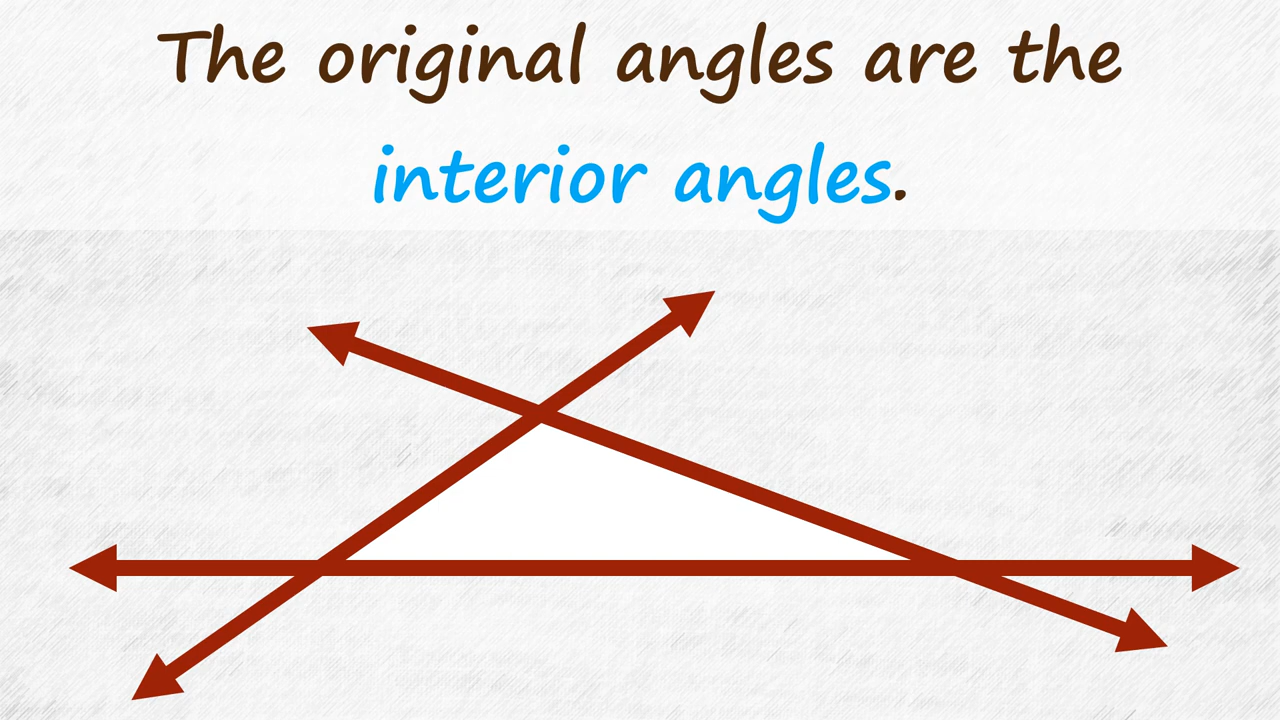 The original angles are the
interior angles.